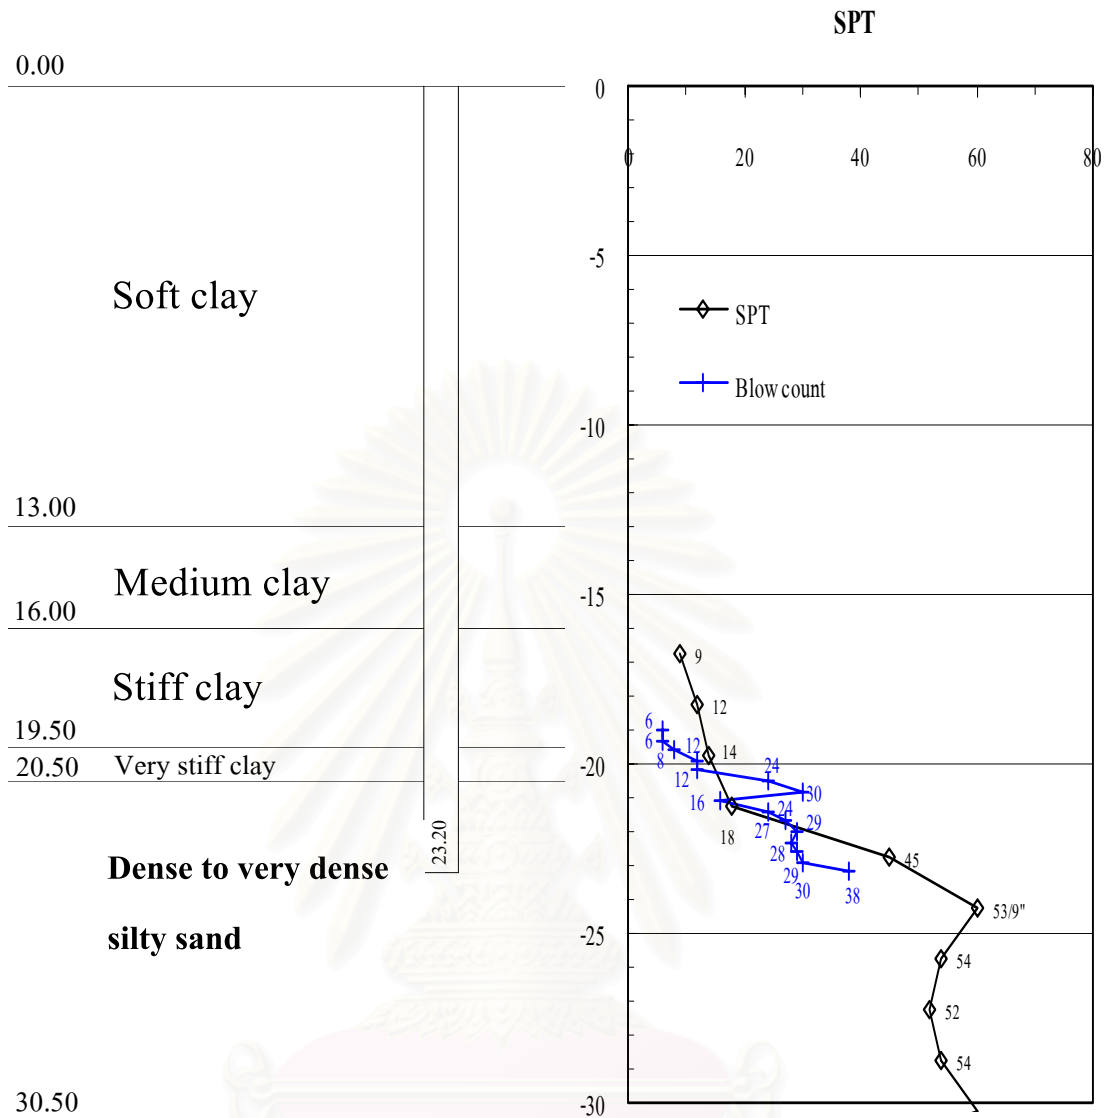 SPT
0.00
Soft clay
13.00
Medium clay
16.00
Stiff clay
19.50
Very stiff clay
20.50
23.20
Dense to very dense
silty sand
30.50
0
0 20 40 60 80
-5
SPT
Blow count
-10
-15
9
12
6
6 12 14
8
-20
12 24
30
16 24
18 27 29
28 45
29
30 38
53/9"
-25
54
52
54
-30